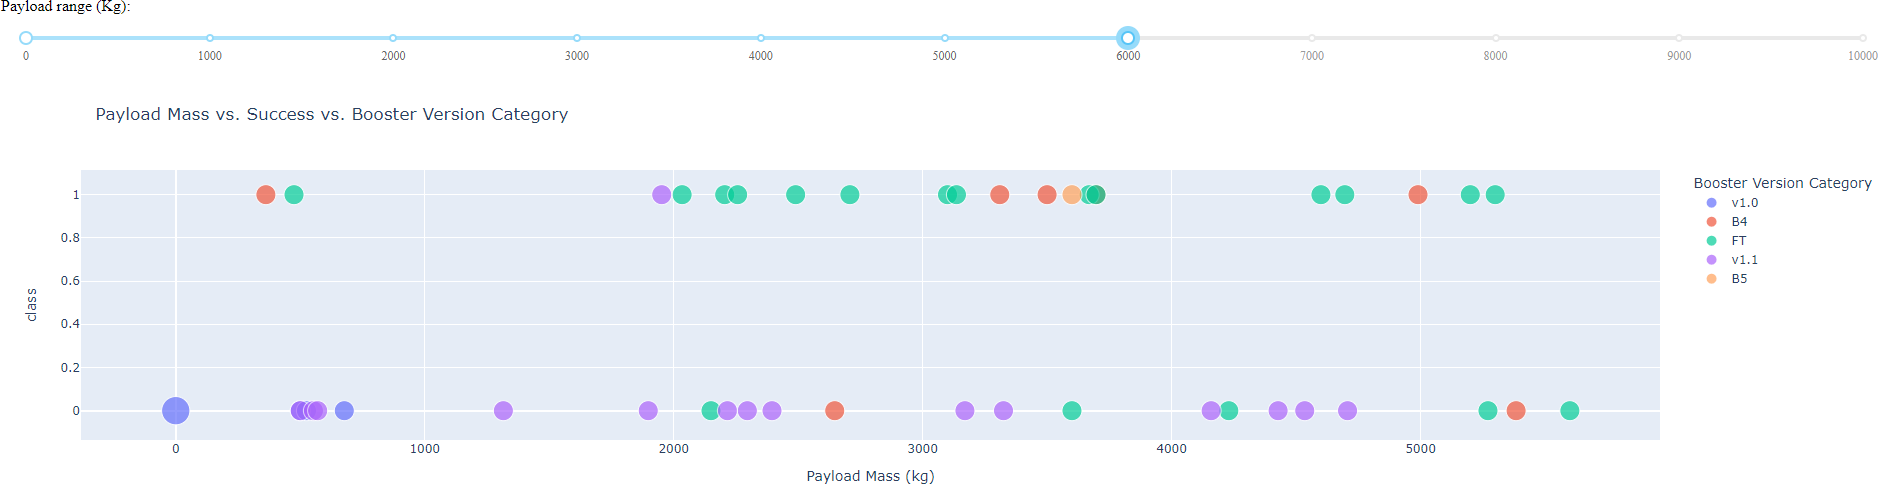 Payload range (Kg):
0 1000 2000 3000 4000 5000 6000 7000 8000 9000 10000
Payload Mass vs. Success vs. Booster Version Category
1
0.8
0.6
0.4
0.2
0
class
0 1000 2000 3000 4000 5000
Payload Mass (kg)
Booster Version Category
v1.0
B4
FT
v1.1
B5